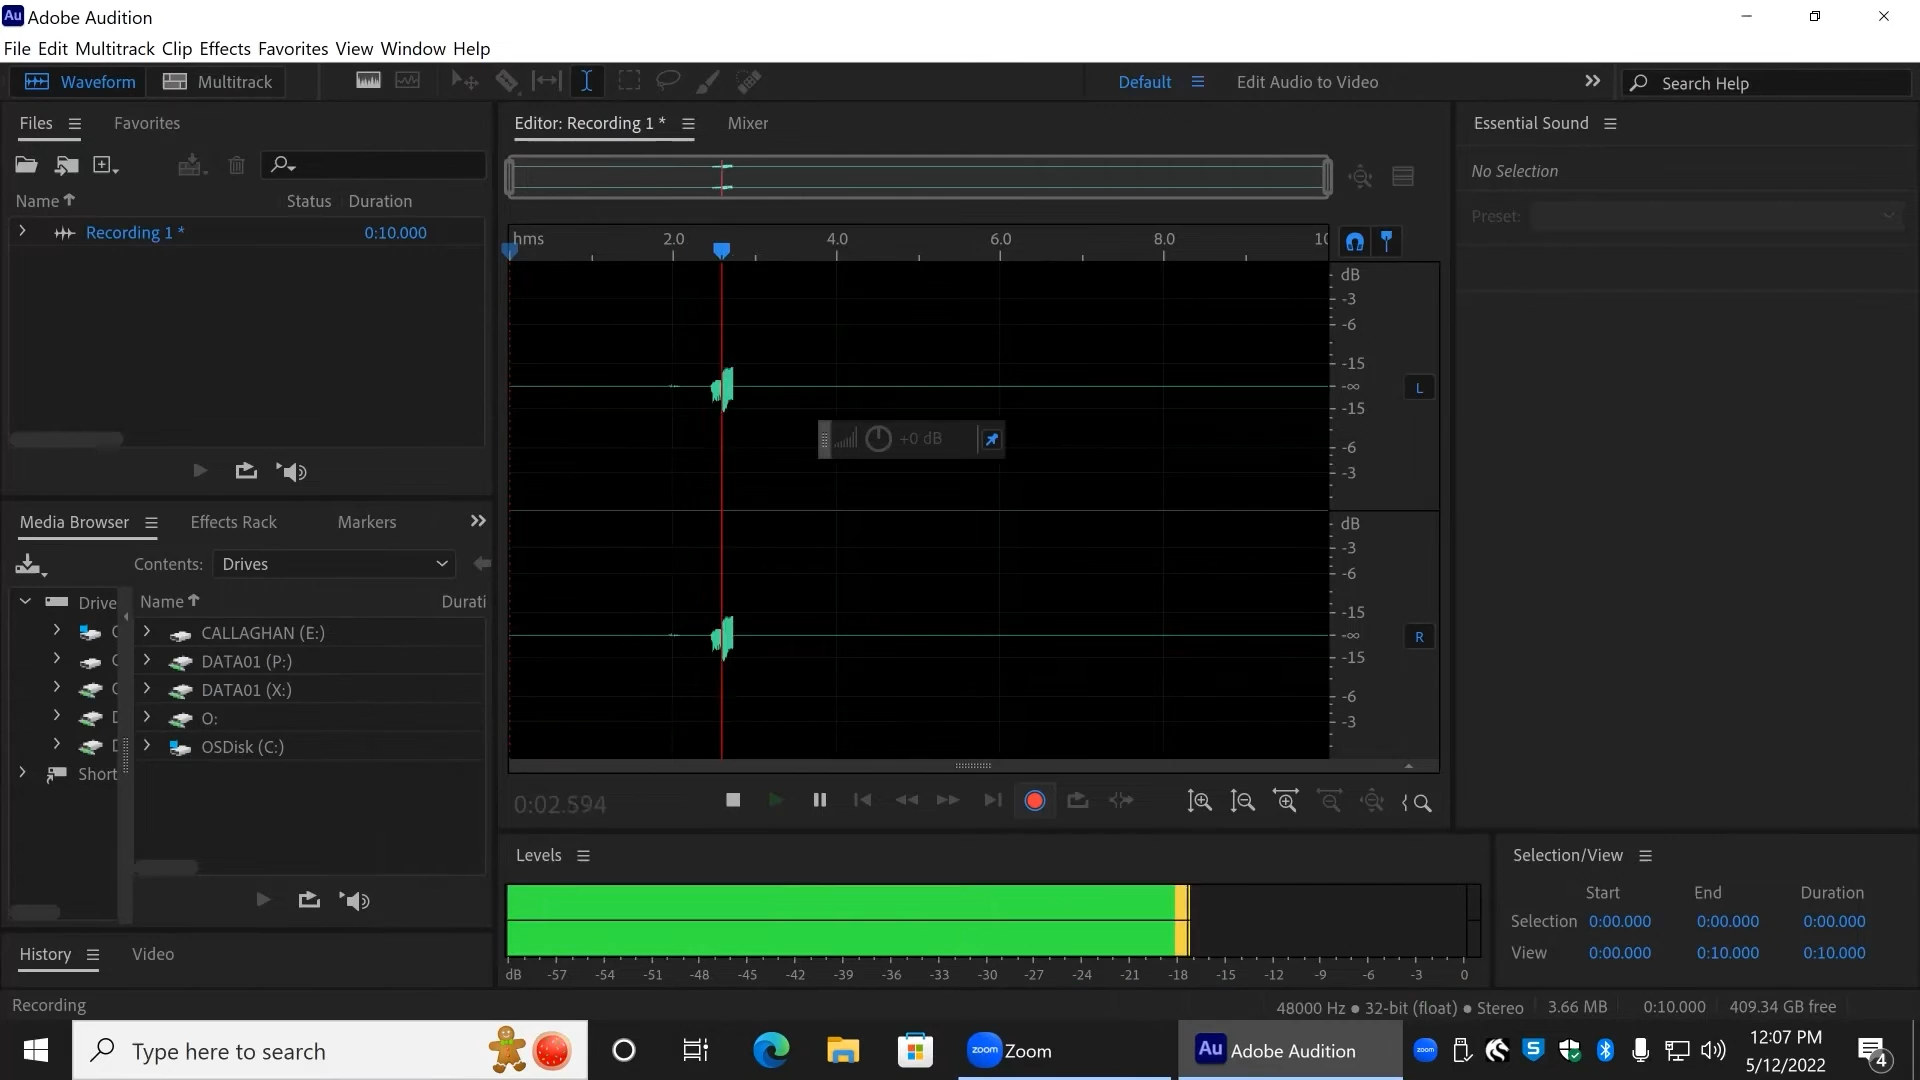 Au Adobe Audition
File Edit Multitrack Clip Effects Favorites View Window Help
Waveform Multitrack Default Edit Audio to Video Search Help
Files Favorites
Name Status Duration
Recording 1 * 0:10.000
Media Browser Effects Rack Markers
Contents: Drives
Drive
Short
Name Durati
CALLAGHAN (E:)
DATA01 (P:)
DATA01 (X:)
O:
OSDisk (C:)
History Video
Recording
Editor: Recording 1 * Mixer
hms 2.0 4.0 6.0 8.0 10
dB
-3
-6
-15
-∞
-15
-6
-3
L
+0 dB
dB
-3
-6
-15
-∞
-15
-6
-3
R
0:02.594
Levels
dB -57 -54 -51 -48 -45 -42 -39 -36 -33 -30 -27 -24 -21 -18 -15 -12 -9 -6 -3 0
Essential Sound
No Selection
Preset:
Selection/View
Start End Duration
Selection 0:00.000 0:00.000 0:00.000
View 0:00.000 0:10.000 0:10.000
48000 Hz ● 32-bit (float) ● Stereo 3.66 MB 0:10.000 409.34 GB free
Type here to search
zoom Zoom
Au Adobe Audition
zoom
S
12:07 PM
5/12/2022
4